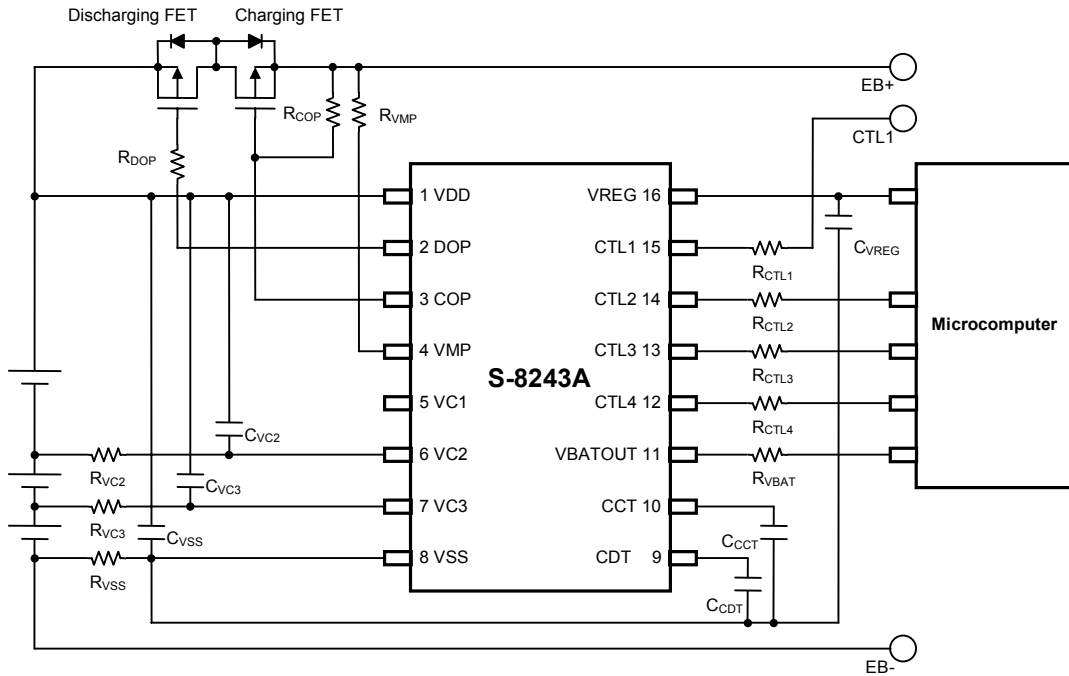 Discharging FET
Charging FET
EB+
RCOP
RVMP
CTL1
RDOP
1 VDD
VREG 16
2 DOP
CTL1 15
RCTL1
CVREG
3 COP
CTL2 14
RCTL2
Microcomputer
4 VMP
CTL3 13
RCTL3
S-8243A
5 VC1
CTL4 12
RCTL4
CVC2
6 VC2
VBATOUT 11
RVBAT
RVC2
CVC3
7 VC3
CCT 10
RVC3
CVSS
CCCT
8 VSS
CDT 9
RVSS
CCDT
EB-